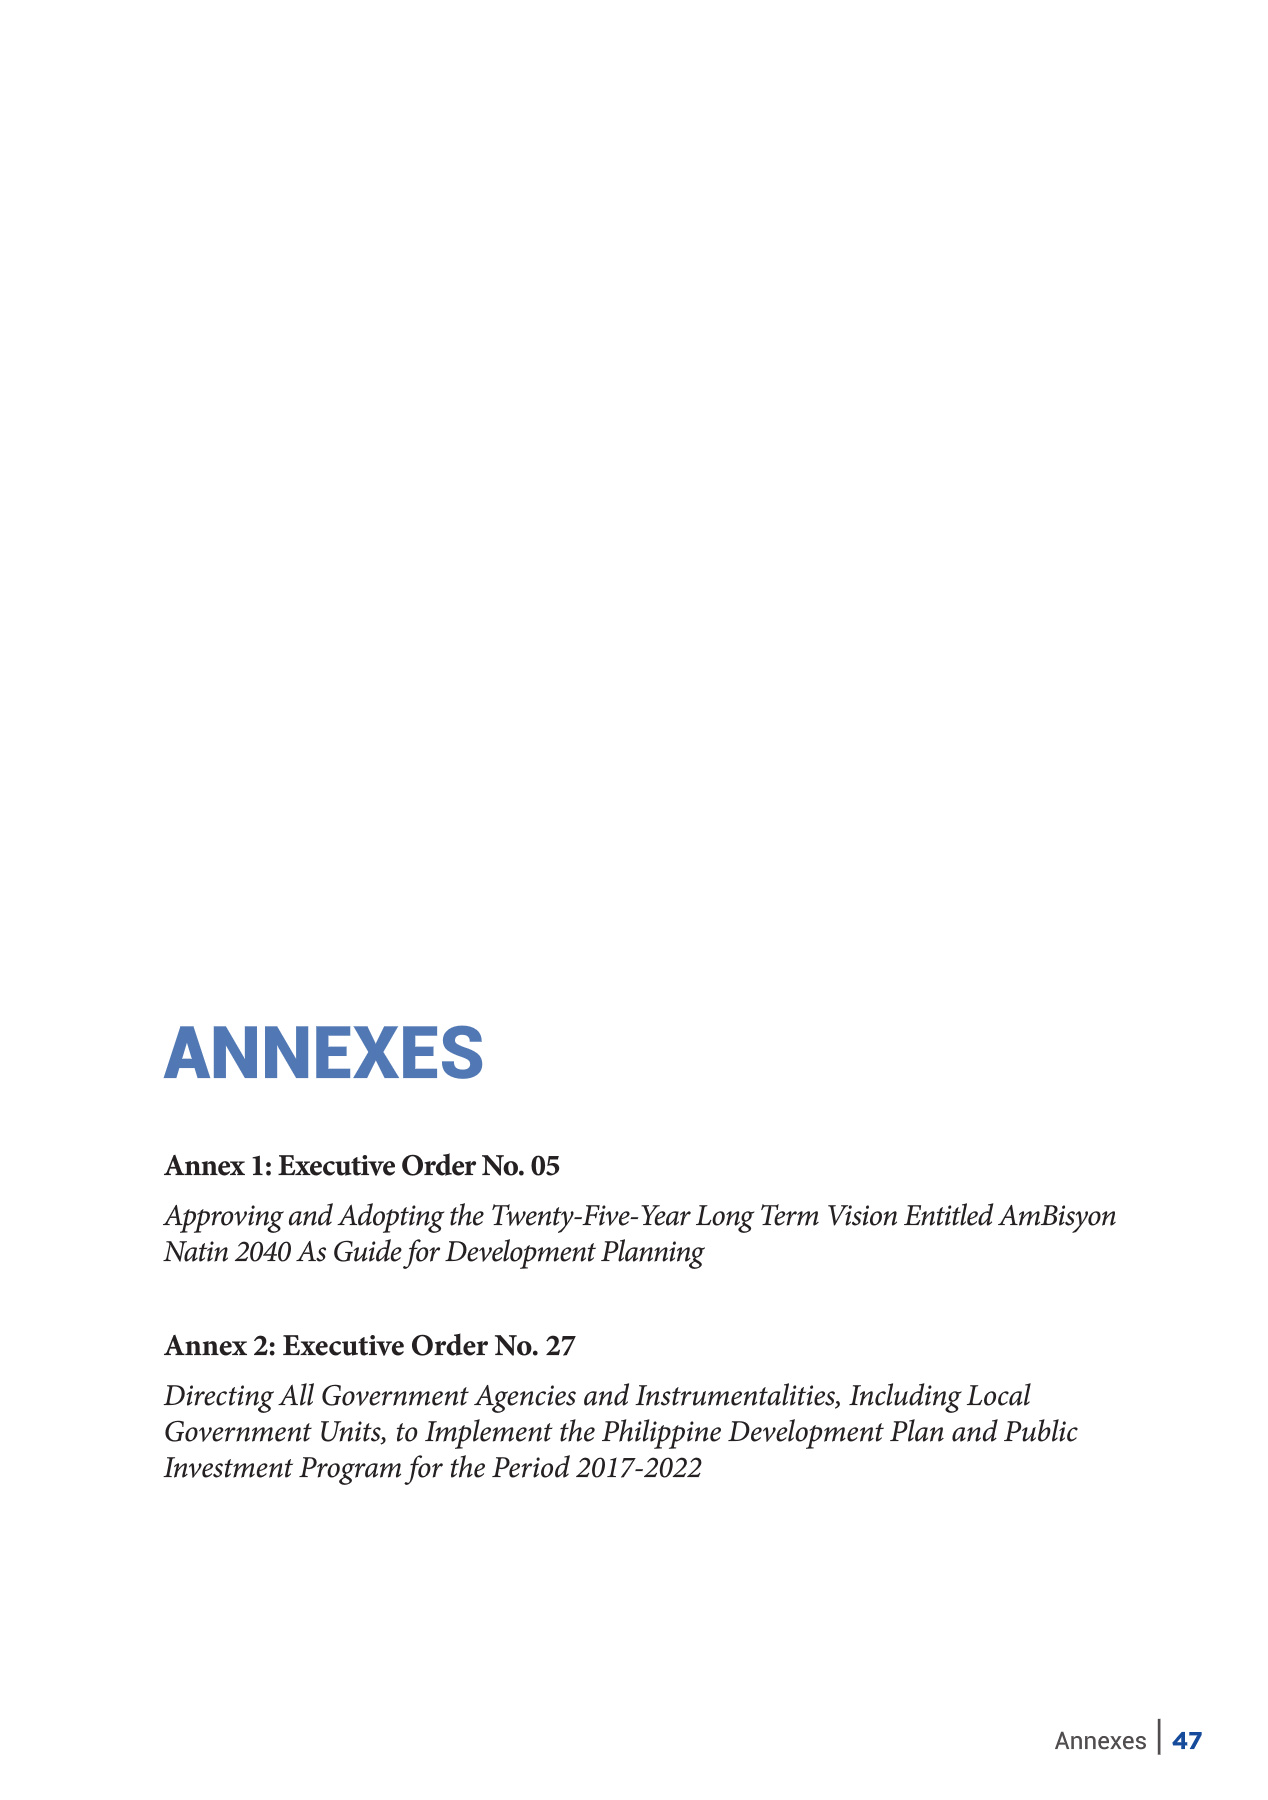 ANNEXES
Annex 1: Executive Order No. 05
Approving and Adopting the Twenty-Five-Year Long Term Vision Entitled AmBisyon
Natin 2040 As Guide for Development Planning
Annex 2: Executive Order No. 27
Directing All Government Agencies and Instrumentalities, Including Local
Government Units, to Implement the Philippine Development Plan and Public
Investment Program for the Period 2017-2022
Annexes | 47